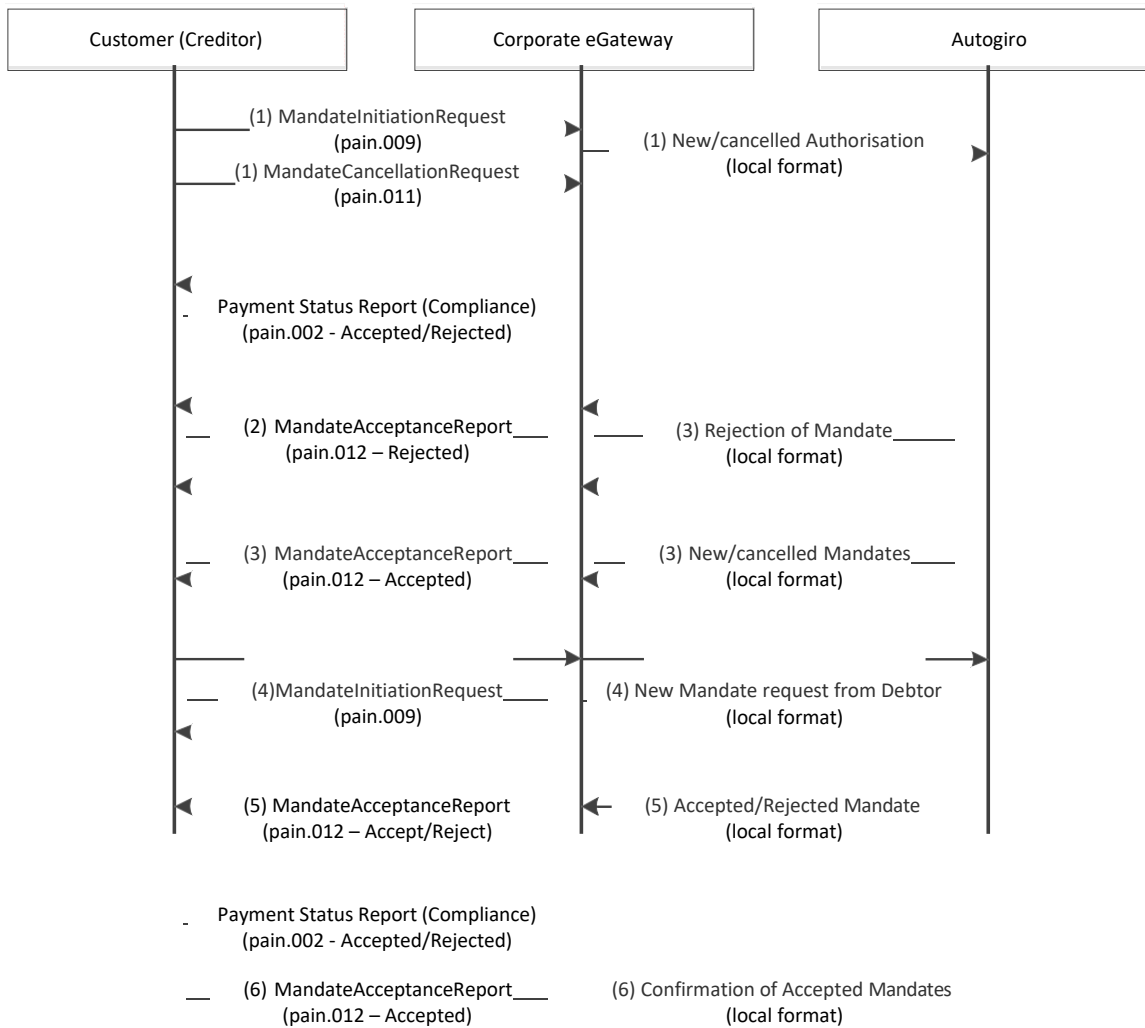 Customer (Creditor)
Corporate eGateway
Autogiro
(1) MandateInitiationRequest
(pain.009)
(1) New/cancelled Authorisation
(local format)
(1) MandateCancellationRequest
(pain.011)
Payment Status Report (Compliance)
(pain.002 - Accepted/Rejected)
(2) MandateAcceptanceReport
(pain.012 – Rejected)
(3) Rejection of Mandate
(local format)
(3) MandateAcceptanceReport
(pain.012 – Accepted)
(3) New/cancelled Mandates
(local format)
(4)MandateInitiationRequest
(pain.009)
(4) New Mandate request from Debtor
(local format)
(5) MandateAcceptanceReport
(pain.012 – Accept/Reject)
(5) Accepted/Rejected Mandate
(local format)
Payment Status Report (Compliance)
(pain.002 - Accepted/Rejected)
(6) MandateAcceptanceReport
(pain.012 – Accepted)
(6) Confirmation of Accepted Mandates
(local format)